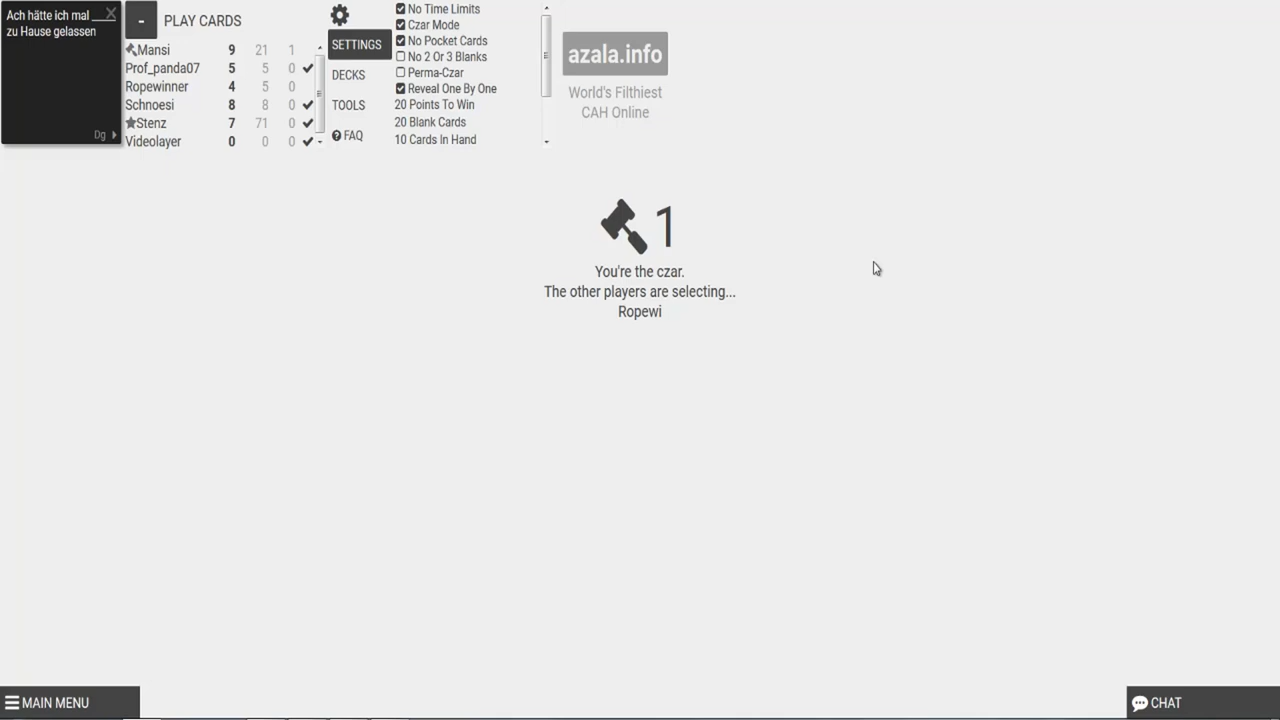 Ach hätte ich mal ___
zu Hause gelassen
Dg
- PLAY CARDS
Mansi 9 21 1
Prof_panda07 5 5 0
Ropewinner 4 5 0
Schnoesi 8 8 0
Stenz 7 71 0
Videolayer 0 0 0
SETTINGS
DECKS
TOOLS
FAQ
No Time Limits
Czar Mode
No Pocket Cards
No 2 Or 3 Blanks
Perma-Czar
Reveal One By One
20 Points To Win
20 Blank Cards
10 Cards In Hand
azala.info
World's Filthiest
CAH Online
1
You're the czar.
The other players are selecting...
Ropewi
MAIN MENU
CHAT